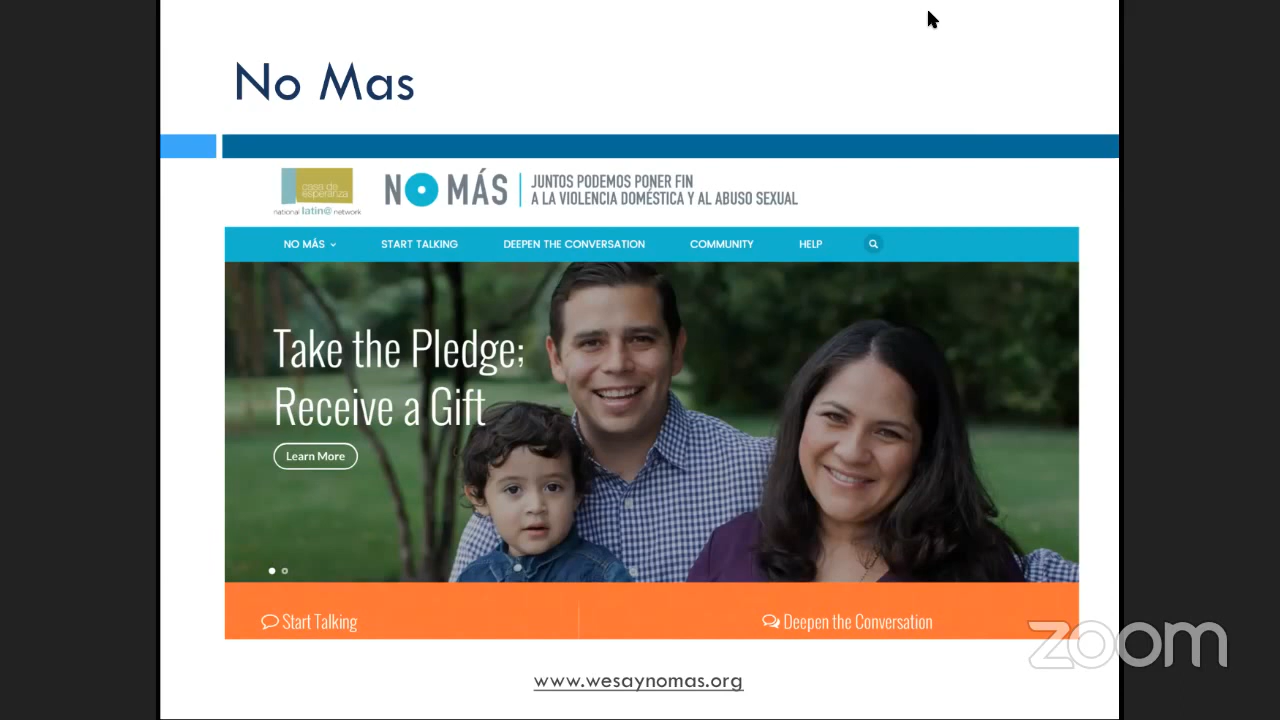 No Mas
casa de
esperanza
national latin@ network
NO MÁS
JUNTOS PODEMOS PONER FIN
A LA VIOLENCIA DOMÉSTICA Y AL ABUSO SEXUAL
NO MÁS START TALKING DEEPEN THE CONVERSATION COMMUNITY HELP
Take the Pledge;
Receive a Gift
Learn More
Start Talking Deepen the Conversation
zoom
www.wesaynomas.org